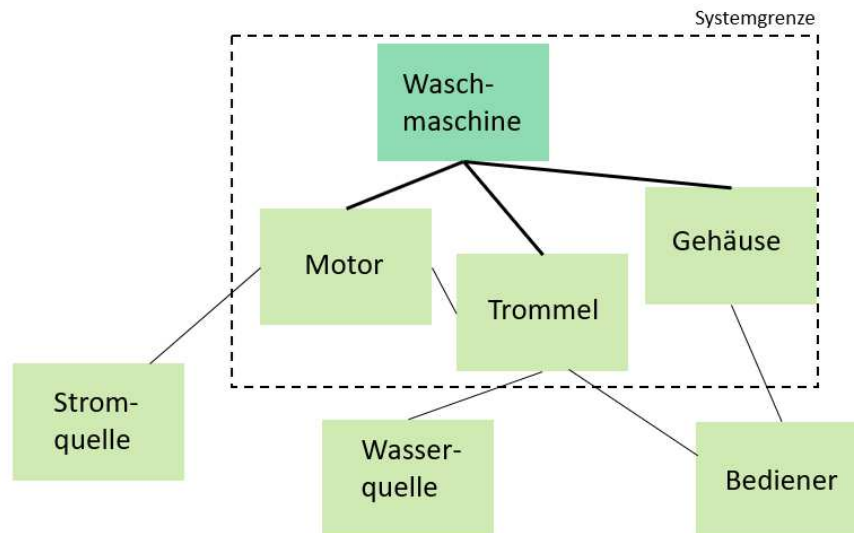 Systemgrenze
Wasch-
maschine
Gehäuse
Motor
Trommel
Strom-
quelle
Wasser-
quelle
Bediener